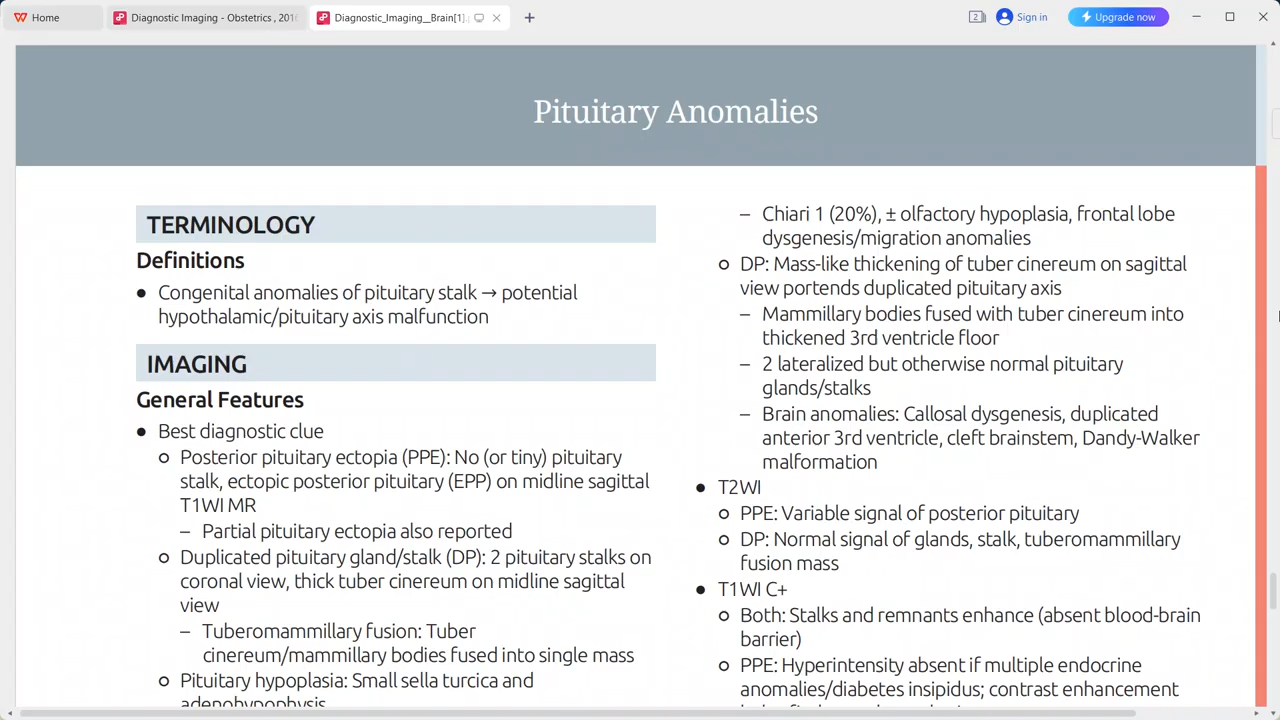 Home
Diagnostic Imaging - Obstetrics , 2016
Diagnostic_Imaging__Brain[1].
2
Sign in
Upgrade now
Pituitary Anomalies
TERMINOLOGY
Definitions
● Congenital anomalies of pituitary stalk → potential
hypothalamic/pituitary axis malfunction
IMAGING
General Features
● Best diagnostic clue
○ Posterior pituitary ectopia (PPE): No (or tiny) pituitary
stalk, ectopic posterior pituitary (EPP) on midline sagittal
T1WI MR
– Partial pituitary ectopia also reported
○ Duplicated pituitary gland/stalk (DP): 2 pituitary stalks on
coronal view, thick tuber cinereum on midline sagittal
view
– Tuberomammillary fusion: Tuber
cinereum/mammillary bodies fused into single mass
○ Pituitary hypoplasia: Small sella turcica and
adenohypophysis
– Chiari 1 (20%), ± olfactory hypoplasia, frontal lobe
dysgenesis/migration anomalies
○ DP: Mass-like thickening of tuber cinereum on sagittal
view portends duplicated pituitary axis
– Mammillary bodies fused with tuber cinereum into
thickened 3rd ventricle floor
– 2 lateralized but otherwise normal pituitary
glands/stalks
– Brain anomalies: Callosal dysgenesis, duplicated
anterior 3rd ventricle, cleft brainstem, Dandy-Walker
malformation
● T2WI
○ PPE: Variable signal of posterior pituitary
○ DP: Normal signal of glands, stalk, tuberomammillary
fusion mass
● T1WI C+
○ Both: Stalks and remnants enhance (absent blood-brain
barrier)
○ PPE: Hyperintensity absent if multiple endocrine
anomalies/diabetes insipidus; contrast enhancement